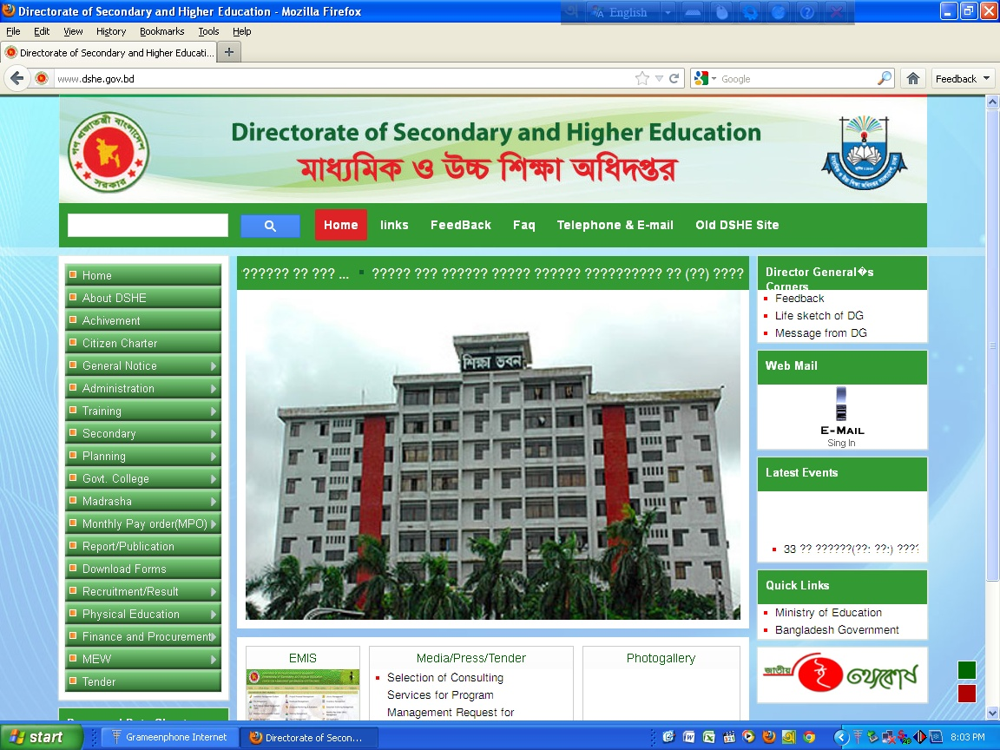 Directorate of Secondary and Higher Education - Mozilla Firefox
English
File Edit View History Bookmarks Tools Help
Directorate of Secondary and Higher Educati...
www.dshe.gov.bd
Google
Feedback
Directorate of Secondary and Higher Education
মাধ্যমিক ও উচ্চ শিক্ষা অধিদপ্তর
গণ প্রজাতন্ত্রী বাংলাদেশ
সরকার
Home links FeedBack Faq Telephone & E-mail Old DSHE Site
Home
About DSHE
Achivement
Citizen Charter
General Notice
Administration
Training
Secondary
Planning
Govt. College
Madrasha
Monthly Pay order(MPO)
Report/Publication
Download Forms
Recruitment/Result
Physical Education
Finance and Procurement
MEW
Tender
?????? ?? ??? ... ????? ??? ?????? ????? ?????? ?????????? ?? (??) ????
শিক্ষা ভবন
EMIS
Media/Press/Tender
Selection of Consulting
Services for Program
Management Request for
Photogallery
Director General�s
Corners
Feedback
Life sketch of DG
Message from DG
Web Mail
E-MAIL
Sing In
Latest Events
33 ?? ??????(??: ??:) ????
Quick Links
Ministry of Education
Bangladesh Government
জাতীয় ই তথ্যকোষ
start
Grameenphone Internet
Directorate of Secon...
8:03 PM